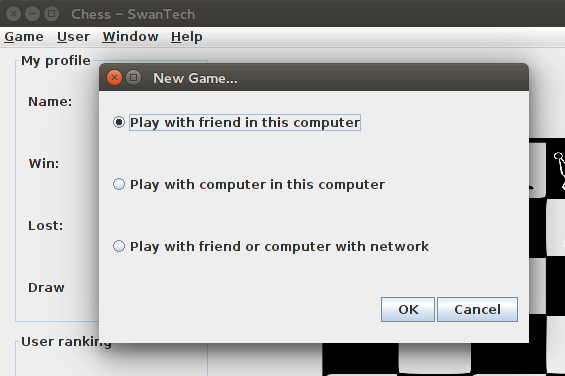 Chess – SwanTech
Game User Window Help
My profile
New Game...
Name:
Play with friend in this computer
Win:
Play with computer in this computer
Lost:
Play with friend or computer with network
Draw
OK Cancel
User ranking